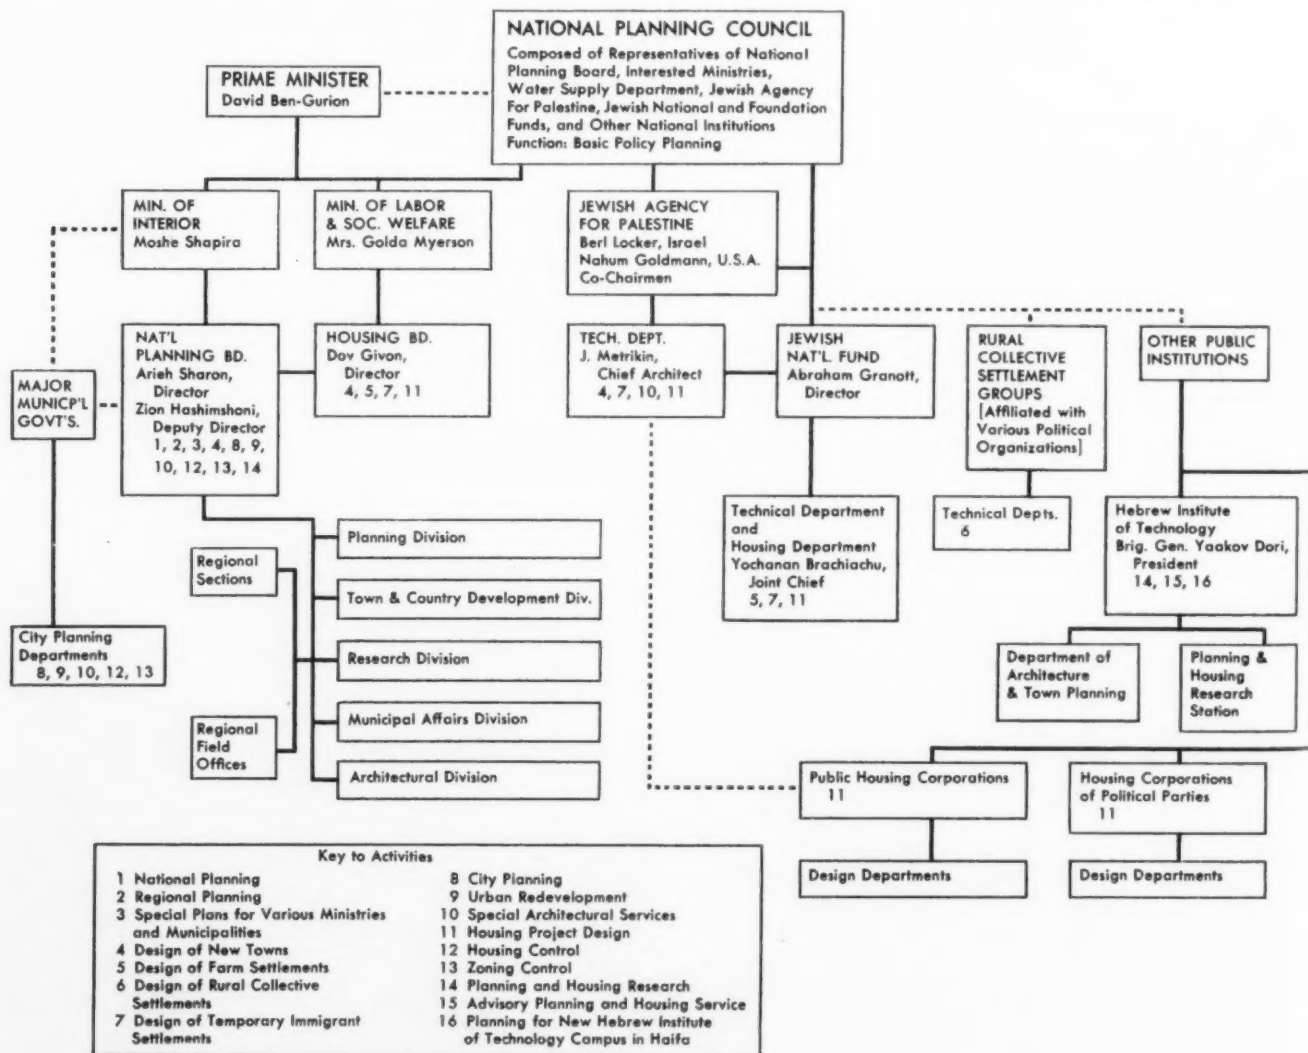 NATIONAL PLANNING COUNCIL
Composed of Representatives of National
Planning Board, Interested Ministries,
Water Supply Department, Jewish Agency
For Palestine, Jewish National and Foundation
Funds, and Other National Institutions
Function: Basic Policy Planning
PRIME MINISTER
David Ben-Gurion
MIN. OF
INTERIOR
Moshe Shapira
MIN. OF LABOR
& SOC. WELFARE
Mrs. Golda Myerson
JEWISH AGENCY
FOR PALESTINE
Berl Locker, Israel
Nahum Goldmann, U.S.A.
Co-Chairmen
MAJOR
MUNICP'L
GOVT'S.
NAT'L
PLANNING BD.
Arieh Sharon,
Director
Zion Hashimshoni,
Deputy Director
1, 2, 3, 4, 8, 9,
10, 12, 13, 14
HOUSING BD.
Dov Givon,
Director
4, 5, 7, 11
TECH. DEPT.
J. Metrikin,
Chief Architect
4, 7, 10, 11
JEWISH
NAT'L. FUND
Abraham Granott,
Director
RURAL
COLLECTIVE
SETTLEMENT
GROUPS
[Affiliated with
Various Political
Organizations]
OTHER PUBLIC
INSTITUTIONS
Technical Department
and
Housing Department
Yochanan Brachiachu,
Joint Chief
5, 7, 11
Technical Depts.
6
Hebrew Institute
of Technology
Brig. Gen. Yaakov Dori,
President
14, 15, 16
City Planning
Departments
8, 9, 10, 12, 13
Regional
Sections
Regional
Field
Offices
Planning Division
Town & Country Development Div.
Research Division
Municipal Affairs Division
Architectural Division
Department of
Architecture
& Town Planning
Planning &
Housing
Research
Station
Public Housing Corporations
11
Housing Corporations
of Political Parties
11
Design Departments
Design Departments
Key to Activities
1 National Planning
2 Regional Planning
3 Special Plans for Various Ministries
and Municipalities
4 Design of New Towns
5 Design of Farm Settlements
6 Design of Rural Collective
Settlements
7 Design of Temporary Immigrant
Settlements
8 City Planning
9 Urban Redevelopment
10 Special Architectural Services
11 Housing Project Design
12 Housing Control
13 Zoning Control
14 Planning and Housing Research
15 Advisory Planning and Housing Service
16 Planning for New Hebrew Institute
of Technology Campus in Haifa